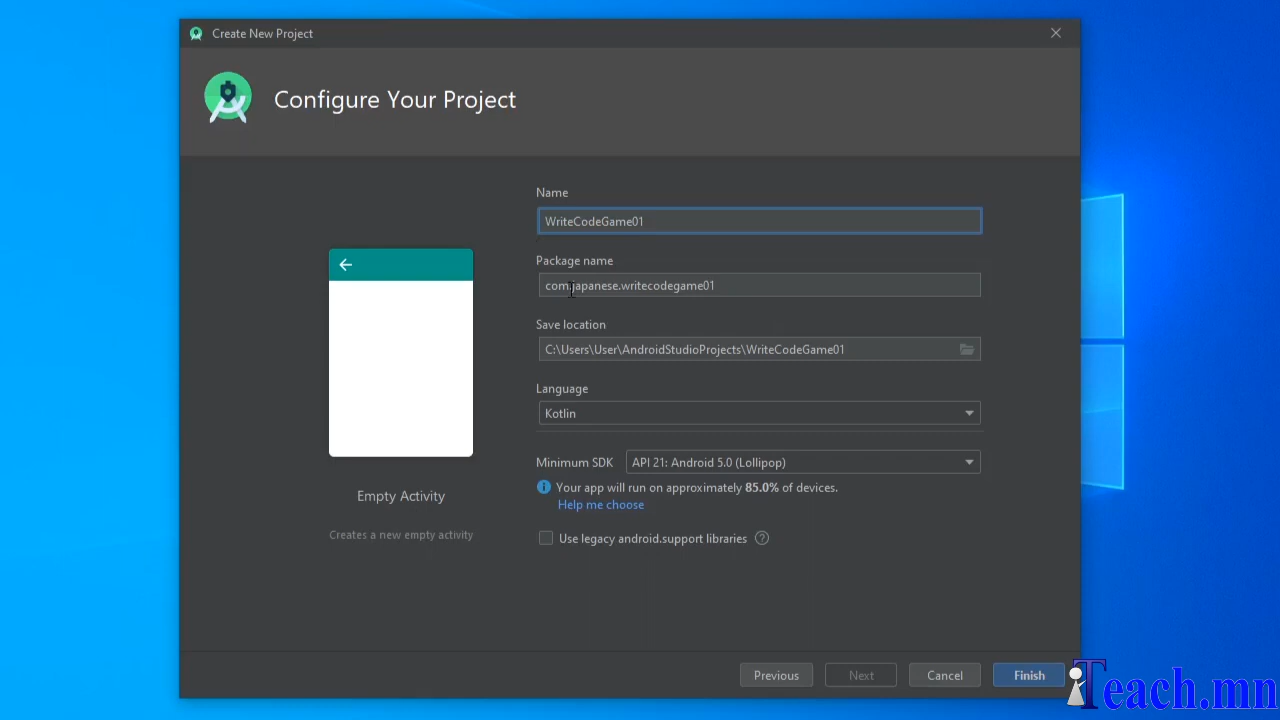 Create New Project
Configure Your Project
Name
WriteCodeGame01
Package name
com.japanese.writecodegame01
Save location
C:\Users\User\AndroidStudioProjects\WriteCodeGame01
Language
Kotlin
Minimum SDK API 21: Android 5.0 (Lollipop)
Your app will run on approximately 85.0% of devices.
Help me choose
Use legacy android.support libraries ?
Empty Activity
Creates a new empty activity
Previous Next Cancel Finish
Teach.mn